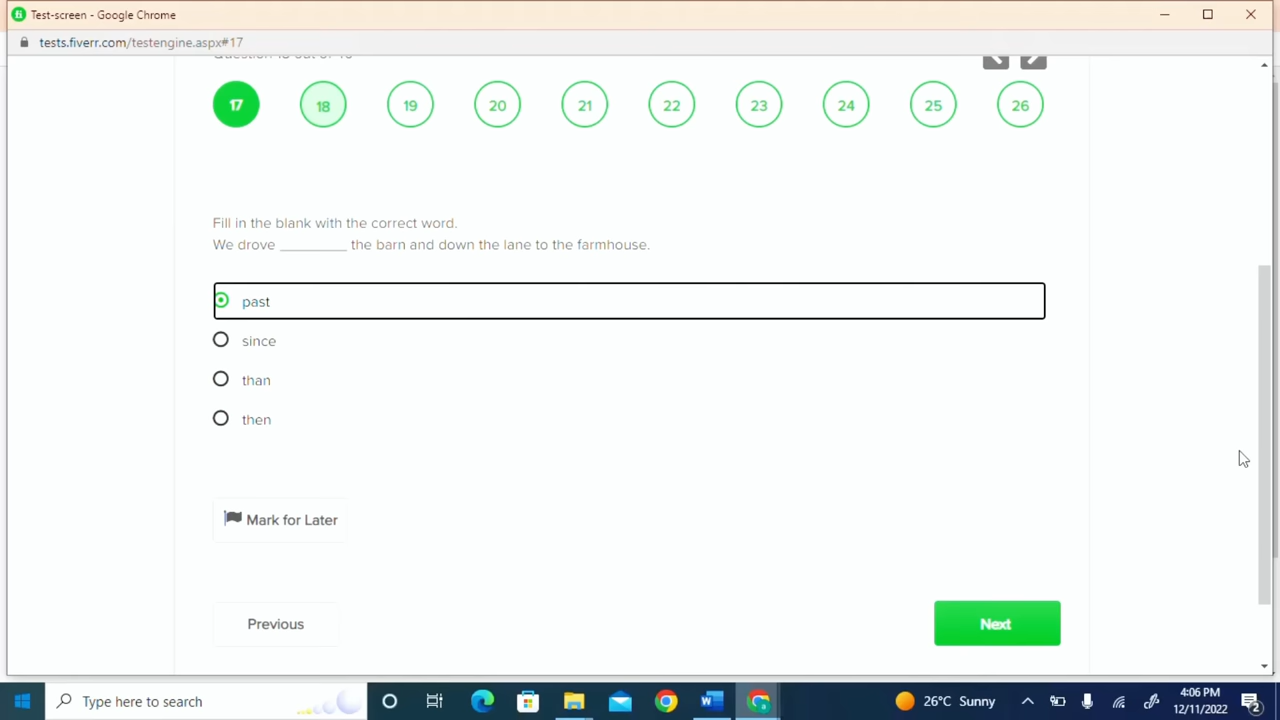 Test-screen - Google Chrome
tests.fiverr.com/testengine.aspx#17
17 18 19 20 21 22 23 24 25 26
Fill in the blank with the correct word.
We drove _________ the barn and down the lane to the farmhouse.
past
since
than
then
Mark for Later
Previous
Next
Type here to search
26°C Sunny
4:06 PM
12/11/2022
2